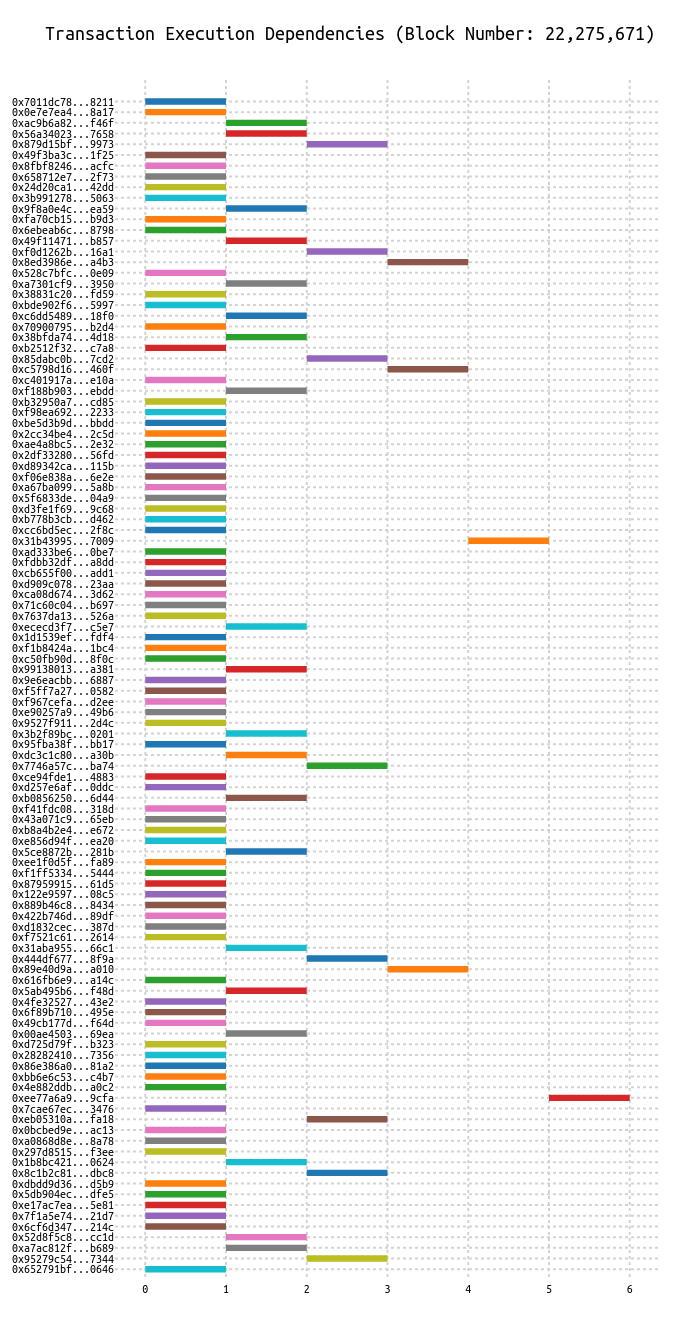 Transaction Execution Dependencies (Block Number: 22,275,671)
0x7011dc78...8211
0x0e7e7ea4...8a17
0xac9b6a82...f46f
0x56a34023...7658
0x879d15bf...9973
0x49f3ba3c...1f25
0x8fbf8246...acfc
0x658712e7...2f73
0x24d20ca1...42dd
0x3b991278...5063
0x9f8a0e4c...ea59
0xfa70cb15...b9d3
0x6ebeab6c...8798
0x49f11471...b857
0xf0d1262b...16a1
0x8ed3986e...a4b3
0x528c7bfc...0e09
0xa7301cf9...3950
0x38831c20...fd59
0xbde902f6...5997
0xc6dd5489...18f0
0x70900795...b2d4
0x38bfda74...4d18
0xb2512f32...c7a8
0x85dabc0b...7cd2
0xc5798d16...460f
0xc401917a...e10a
0xf188b903...ebdd
0xb32950a7...cd85
0xf98ea692...2233
0xbe5d3b9d...bbdd
0x2cc34be4...2c5d
0xae4a8bc5...2e32
0x2df33280...56fd
0xd89342ca...115b
0xf06e838a...6e2e
0xa67ba099...5a8b
0x5f6833de...04a9
0xd3fe1f69...9c68
0xb778b3cb...d462
0xcc6bd5ec...2f8c
0x31b43995...7009
0xad333be6...0be7
0xfdbb32df...a8dd
0xcb655f00...add1
0xd909c078...23aa
0xca08d674...3d62
0x71c60c04...b697
0x7637da13...526a
0xececd3f7...c5e7
0x1d1539ef...fdf4
0xf1b8424a...1bc4
0xc50fb90d...8f0c
0x99138013...a381
0x9e6eacbb...6887
0xf5ff7a27...0582
0xf967cefa...d2ee
0xe90257a9...49b6
0x9527f911...2d4c
0x3b2f89bc...0201
0x95fba38f...bb17
0xdc3c1c80...a30b
0x7746a57c...ba74
0xce94fde1...4883
0xd257e6af...0ddc
0xb0856250...6d44
0xf41fdc08...318d
0x43a071c9...65eb
0xb8a4b2e4...e672
0xe856d94f...ea20
0x5ce8872b...281b
0xee1f0d5f...fa89
0xf1ff5334...5444
0x87959915...61d5
0x122e9597...08c5
0x889b46c8...8434
0x422b746d...89df
0xd1832cec...387d
0xf7521c61...2614
0x31aba955...66c1
0x444df677...8f9a
0x89e40d9a...a010
0x616fb6e9...a14c
0x5ab495b6...f48d
0x4fe32527...43e2
0x6f89b710...495e
0x49cb177d...f64d
0x00ae4503...69ea
0xd725d79f...b323
0x28282410...7356
0x86e386a0...81a2
0xbb6e6c53...c4b7
0x4e882ddb...a0c2
0xee77a6a9...9cfa
0x7cae67ec...3476
0xeb05310a...fa18
0x0bcbed9e...ac13
0xa0868d8e...8a78
0x297d8515...f3ee
0x1b8bc421...0624
0x8c1b2c81...dbc8
0xdbdd9d36...d5b9
0x5db904ec...dfe5
0xe17ac7ea...5e81
0x7f1a5e74...21d7
0x6cf6d347...214c
0x52d8f5c8...cc1d
0xa7ac812f...b689
0x95279c54...7344
0x652791bf...0646
0 1 2 3 4 5 6